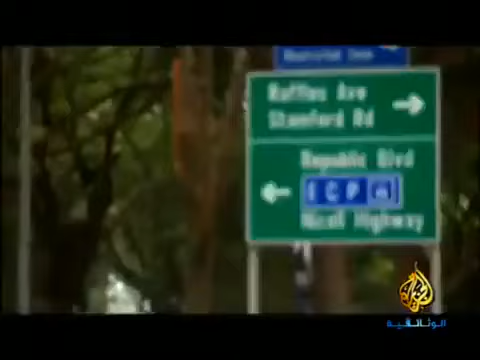 Raffles Ave
Stamford Rd
Republic Blvd
ECP
Nicoll Highway
الوثائقية